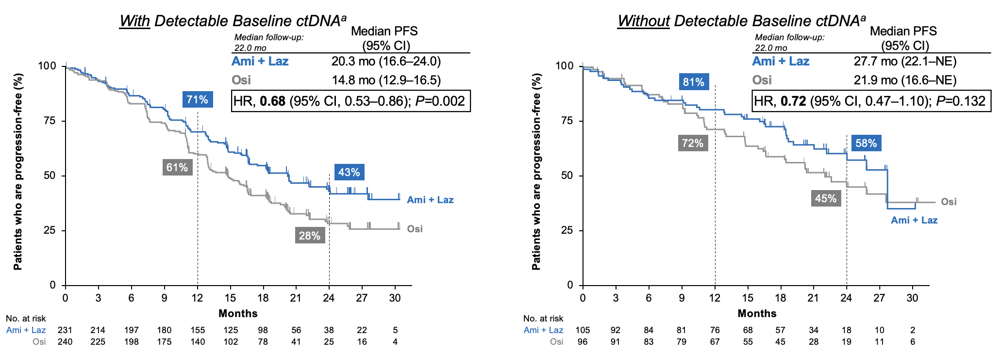 With Detectable Baseline ctDNAa
Median follow-up:
22.0 mo
Median PFS
(95% CI)
Ami + Laz 20.3 mo (16.6–24.0)
Osi 14.8 mo (12.9–16.5)
HR, 0.68 (95% CI, 0.53–0.86); P=0.002
Patients who are progression-free (%)
100
75
50
25
0
71%
61%
43%
28%
Ami + Laz
Osi
0 3 6 9 12 15 18 21 24 27 30
Months
No. at risk
Ami + Laz 231 214 197 180 155 125 98 56 38 22 5
Osi 240 225 198 175 140 102 78 41 25 16 4
Without Detectable Baseline ctDNAa
Median follow-up:
22.0 mo
Median PFS
(95% CI)
Ami + Laz 27.7 mo (22.1–NE)
Osi 21.9 mo (16.6–NE)
HR, 0.72 (95% CI, 0.47–1.10); P=0.132
Patients who are progression-free (%)
100
75
50
25
0
81%
72%
58%
45%
Osi
Ami + Laz
0 3 6 9 12 15 18 21 24 27 30
Months
No. at risk
Ami + Laz 105 92 84 81 76 68 57 34 18 10 2
Osi 96 91 83 79 67 55 45 28 19 11 6